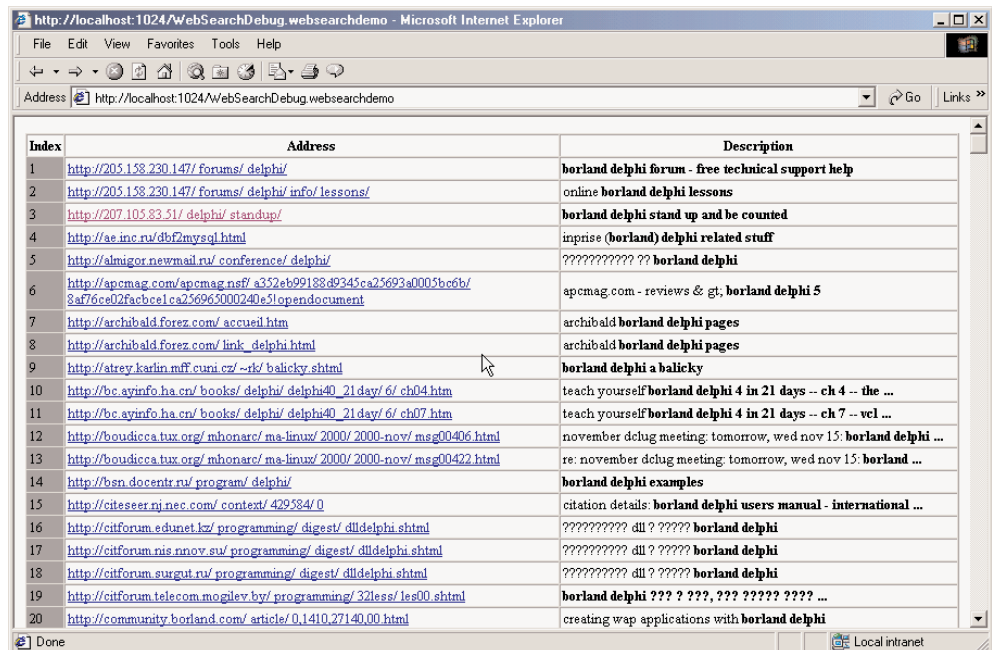 http://localhost:1024/WebSearchDebug.websearchdemo - Microsoft Internet Explorer
File Edit View Favorites Tools Help
Address http://localhost:1024/WebSearchDebug.websearchdemo Go Links »
Index Address Description
1 http://205.158.230.147/ forums/ delphi/ borland delphi forum - free technical support help
2 http://205.158.230.147/ forums/ delphi/ info/ lessons/ online borland delphi lessons
3 http://207.105.83.51/ delphi/ standup/ borland delphi stand up and be counted
4 http://ae.inc.ru/dbf2mysql.html inprise (borland) delphi related stuff
5 http://almigor.newmail.ru/ conference/ delphi/ ??????????? ?? borland delphi
6 http://apcmag.com/apcmag.nsf/ a352eb99188d9345ca25693a0005bc6b/
8af76ce02facbce1ca256965000240e5!opendocument apcmag.com - reviews & gt; borland delphi 5
7 http://archibald.forez.com/ accueil.htm archibald borland delphi pages
8 http://archibald.forez.com/ link_delphi.html archibald borland delphi pages
9 http://atrey.karlin.mff.cuni.cz/ ~rk/ balicky.shtml borland delphi a balicky
10 http://bc.ayinfo.ha.cn/ books/ delphi/ delphi40_21day/ 6/ ch04.htm teach yourself borland delphi 4 in 21 days -- ch 4 -- the ...
11 http://bc.ayinfo.ha.cn/ books/ delphi/ delphi40_21day/ 6/ ch07.htm teach yourself borland delphi 4 in 21 days -- ch 7 -- vcl ...
12 http://boudicca.tux.org/ mhonarc/ ma-linux/ 2000/ 2000-nov/ msg00406.html november dclug meeting: tomorrow, wed nov 15: borland delphi ...
13 http://boudicca.tux.org/ mhonarc/ ma-linux/ 2000/ 2000-nov/ msg00422.html re: november dclug meeting: tomorrow, wed nov 15: borland ...
14 http://bsn.docentr.ru/ program/ delphi/ borland delphi examples
15 http://citeseer.nj.nec.com/ context/ 429584/ 0 citation details: borland delphi users manual - international ...
16 http://citforum.edunet.kz/ programming/ digest/ dlldelphi.shtml ?????????? dll ? ????? borland delphi
17 http://citforum.nis.nnov.su/ programming/ digest/ dlldelphi.shtml ?????????? dll ? ????? borland delphi
18 http://citforum.surgut.ru/ programming/ digest/ dlldelphi.shtml ?????????? dll ? ????? borland delphi
19 http://citforum.telecom.mogilev.by/ programming/ 32less/ les00.shtml borland delphi ??? ? ???, ??? ????? ???? ...
20 http://community.borland.com/ article/ 0,1410,27140,00.html creating wap applications with borland delphi
Done Local intranet